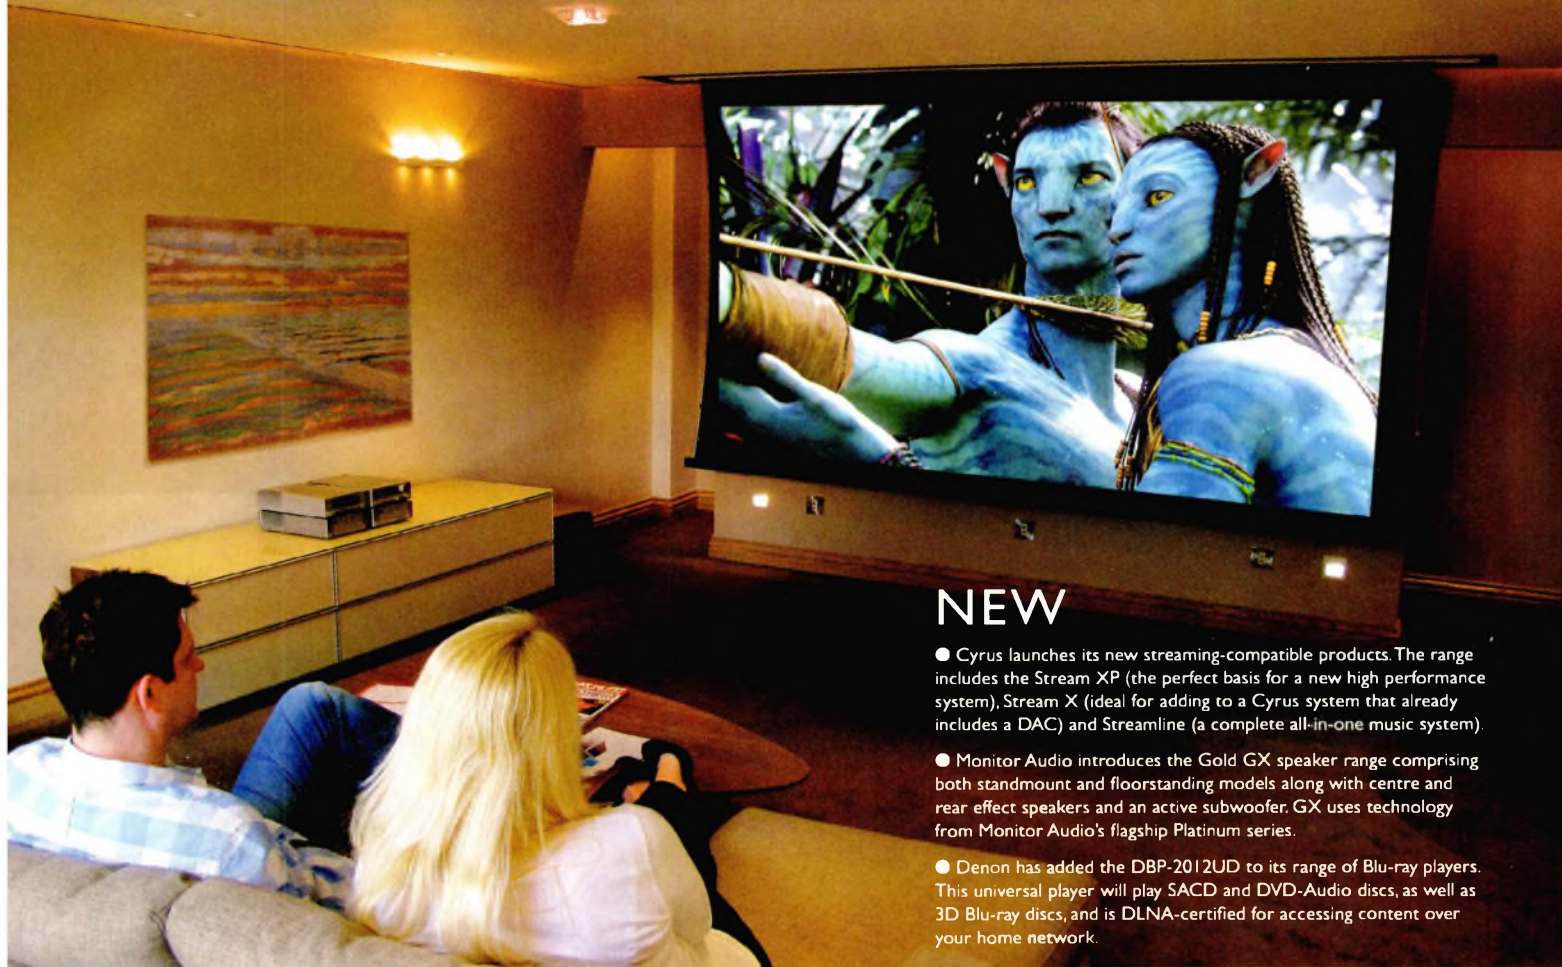 NEW
● Cyrus launches its new streaming-compatible products. The range
includes the Stream XP (the perfect basis for a new high performance
system), Stream X (ideal for adding to a Cyrus system that already
includes a DAC) and Streamline (a complete all-in-one music system).
● Monitor Audio introduces the Gold GX speaker range comprising
both standmount and floorstanding models along with centre and
rear effect speakers and an active subwoofer. GX uses technology
from Monitor Audio's flagship Platinum series.
● Denon has added the DBP-2012UD to its range of Blu-ray players.
This universal player will play SACD and DVD-Audio discs, as well as
3D Blu-ray discs, and is DLNA-certified for accessing content over
your home network.